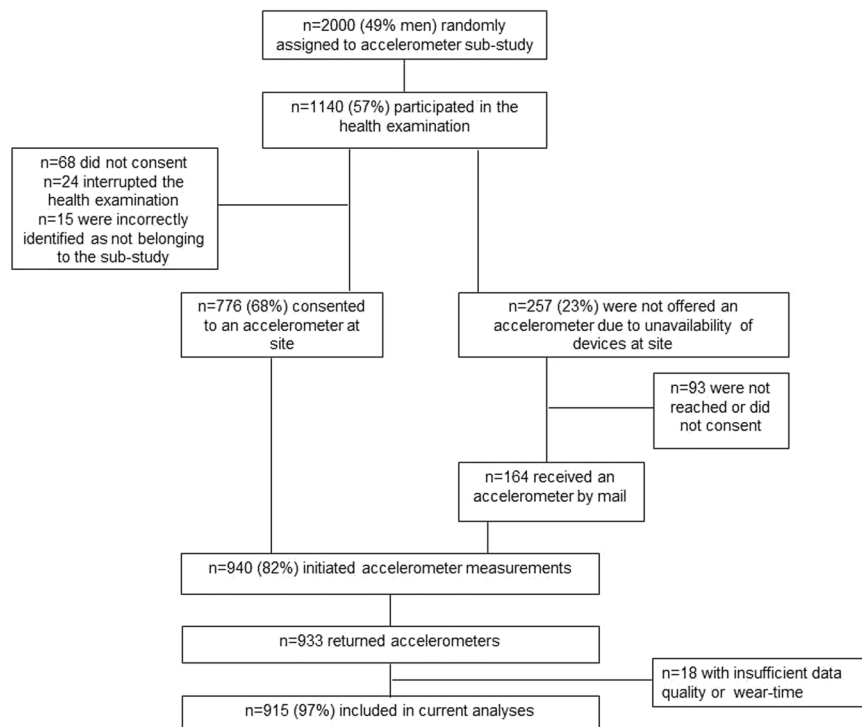 n=2000 (49% men) randomly
assigned to accelerometer sub-study
n=1140 (57%) participated in the
health examination
n=68 did not consent
n=24 interrupted the
health examination
n=15 were incorrectly
identified as not belonging
to the sub-study
n=776 (68%) consented
to an accelerometer at
site
n=257 (23%) were not offered an
accelerometer due to unavailability of
devices at site
n=93 were not
reached or did
not consent
n=164 received an
accelerometer by mail
n=940 (82%) initiated accelerometer measurements
n=933 returned accelerometers
n=18 with insufficient data
quality or wear-time
n=915 (97%) included in current analyses